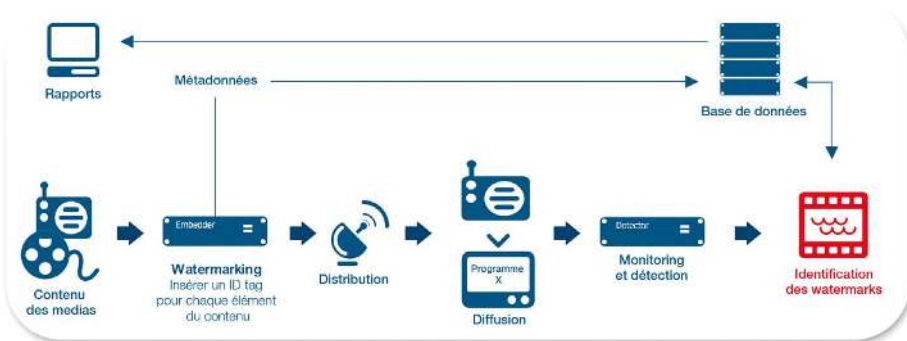 Rapports
Métadonnées
Base de données
Contenu
des medias
Embedder
Watermarking
Insérer un ID tag
pour chaque élément
du contenu
Distribution
Programme
X
Diffusion
Detector
Monitoring
et détection
Identification
des watermarks